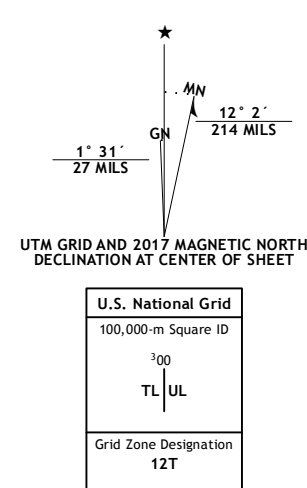 ★
MN
GN
12° 2´
214 MILS
1° 31´
27 MILS
UTM GRID AND 2017 MAGNETIC NORTH
DECLINATION AT CENTER OF SHEET
U.S. National Grid
100,000-m Square ID
³00
TL UL
Grid Zone Designation
12T